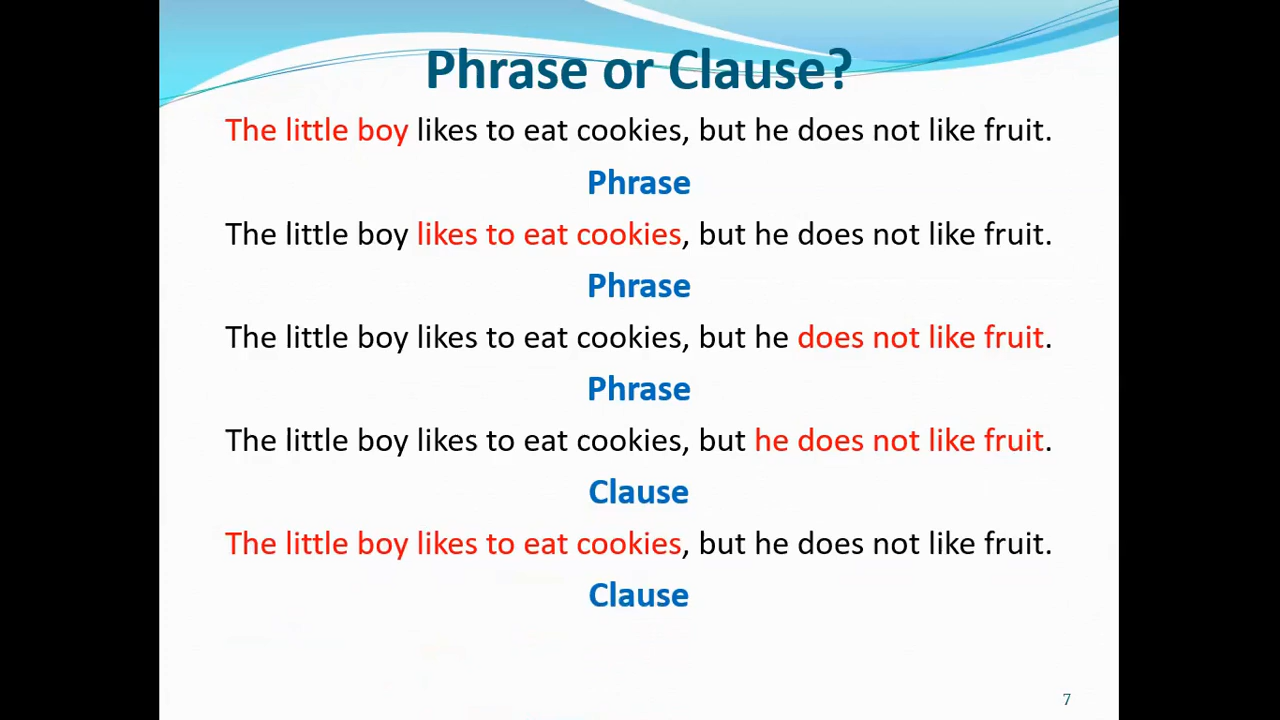 Phrase or Clause?
The little boy likes to eat cookies, but he does not like fruit.
Phrase
The little boy likes to eat cookies, but he does not like fruit.
Phrase
The little boy likes to eat cookies, but he does not like fruit.
Phrase
The little boy likes to eat cookies, but he does not like fruit.
Clause
The little boy likes to eat cookies, but he does not like fruit.
Clause
7